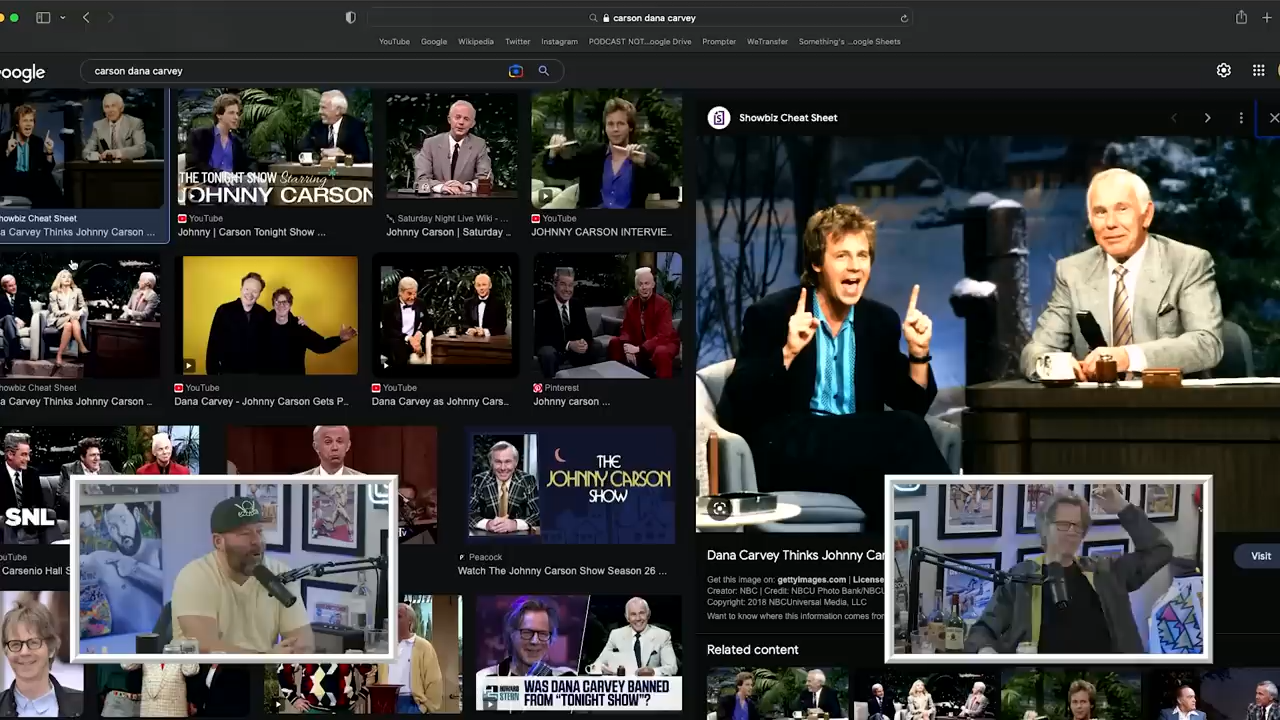 carson dana carvey
YouTube Google Wikipedia Twitter Instagram PODCAST NOT...oogle Drive Prompter WeTransfer Something's ...oogle Sheets
oogle
carson dana carvey
Showbiz Cheat Sheet
THE TONIGHT SHOW Starring
JOHNNY CARSON
howbiz Cheat Sheet
a Carvey Thinks Johnny Carson ...
YouTube
Johnny | Carson Tonight Show ...
Saturday Night Live Wiki - ...
Johnny Carson | Saturday ..
YouTube
JOHNNY CARSON INTERVIE..
howbiz Cheat Sheet
a Carvey Thinks Johnny Carson ..
YouTube
Dana Carvey - Johnny Carson Gets P..
YouTube
Dana Carvey as Johnny Cars..
Pinterest
Johnny carson ...
SNL
THE
JOHNNY CARSON
SHOW
ouTube
Carsenio Hall S
Peacock
Watch The Johnny Carson Show Season 26 ...
Dana Carvey Thinks Johnny Car
Visit
Get this image on: gettyimages.com | License
Creator: NBC | Credit: NBCU Photo Bank/NBCU
Copyright: 2018 NBCUniversal Media, LLC
Want to know where this information comes from
Related content
HOWARD
STERN
WAS DANA CARVEY BANNED
FROM "TONIGHT SHOW"?